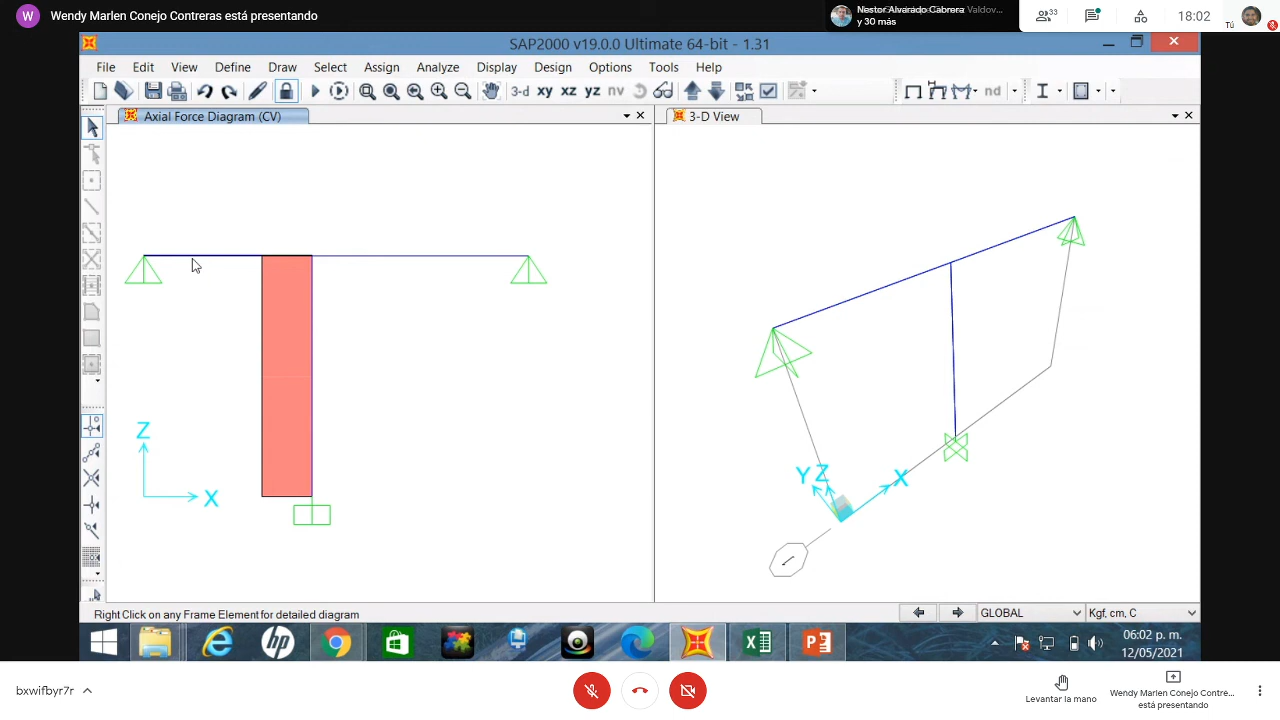 W
Wendy Marlen Conejo Contreras está presentando
y 30 más
33
18:02
Tú
SAP2000 v19.0.0 Ultimate 64-bit - 1.31
File Edit View Define Draw Select Assign Analyze Display Design Options Tools Help
3-d xy xz yz nv nd
Axial Force Diagram (CV)
3-D View
Z
X
Y Z X
Right Click on any Frame Element for detailed diagram
GLOBAL
Kgf, cm, C
06:02 p. m.
12/05/2021
bxwifbyr7r
Levantar la mano
Wendy Marlen Conejo Contre...
está presentando